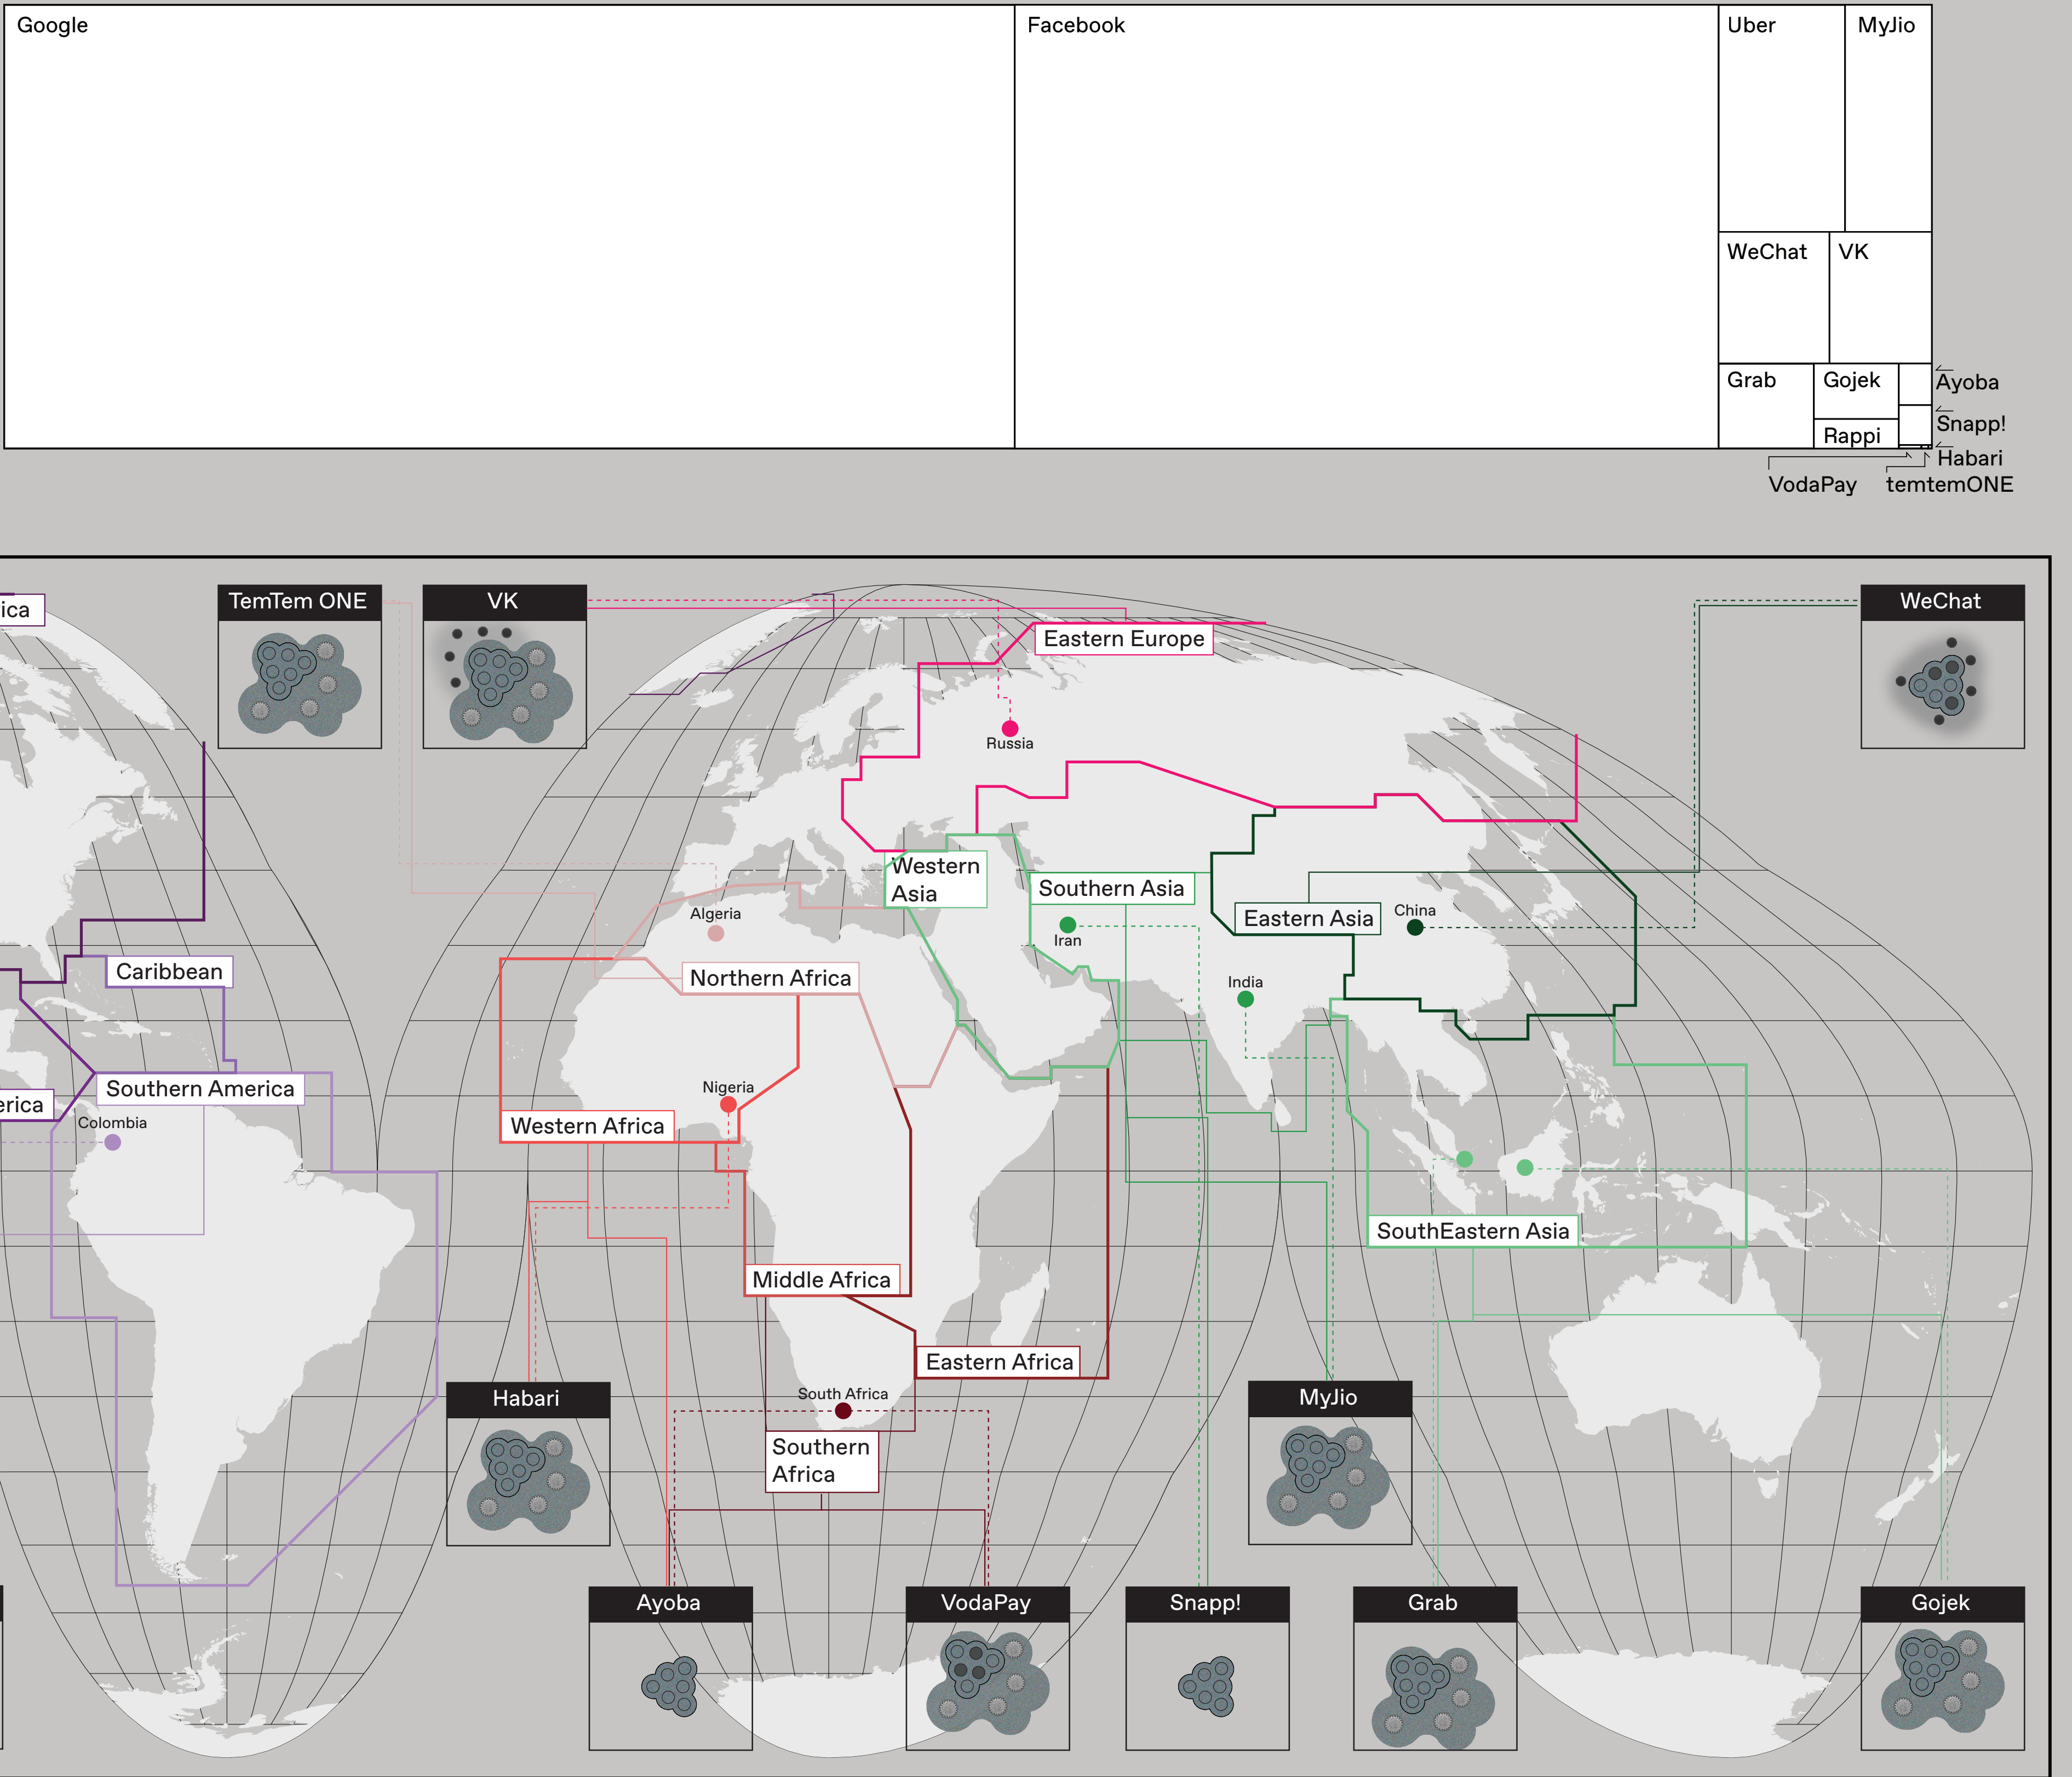 Google
Facebook
Uber
MyJio
WeChat
VK
Grab
Gojek
Rappi
Ayoba
Snapp!
Habari
VodaPay
temtemONE
ica
TemTem ONE
VK
WeChat
Eastern Europe
Russia
Western
Asia
Southern Asia
Algeria
Eastern Asia
China
Iran
Caribbean
Northern Africa
India
Southern America
Nigeria
erica
Colombia
Western Africa
SouthEastern Asia
Middle Africa
Eastern Africa
Habari
South Africa
MyJio
Southern
Africa
Ayoba
VodaPay
Snapp!
Grab
Gojek